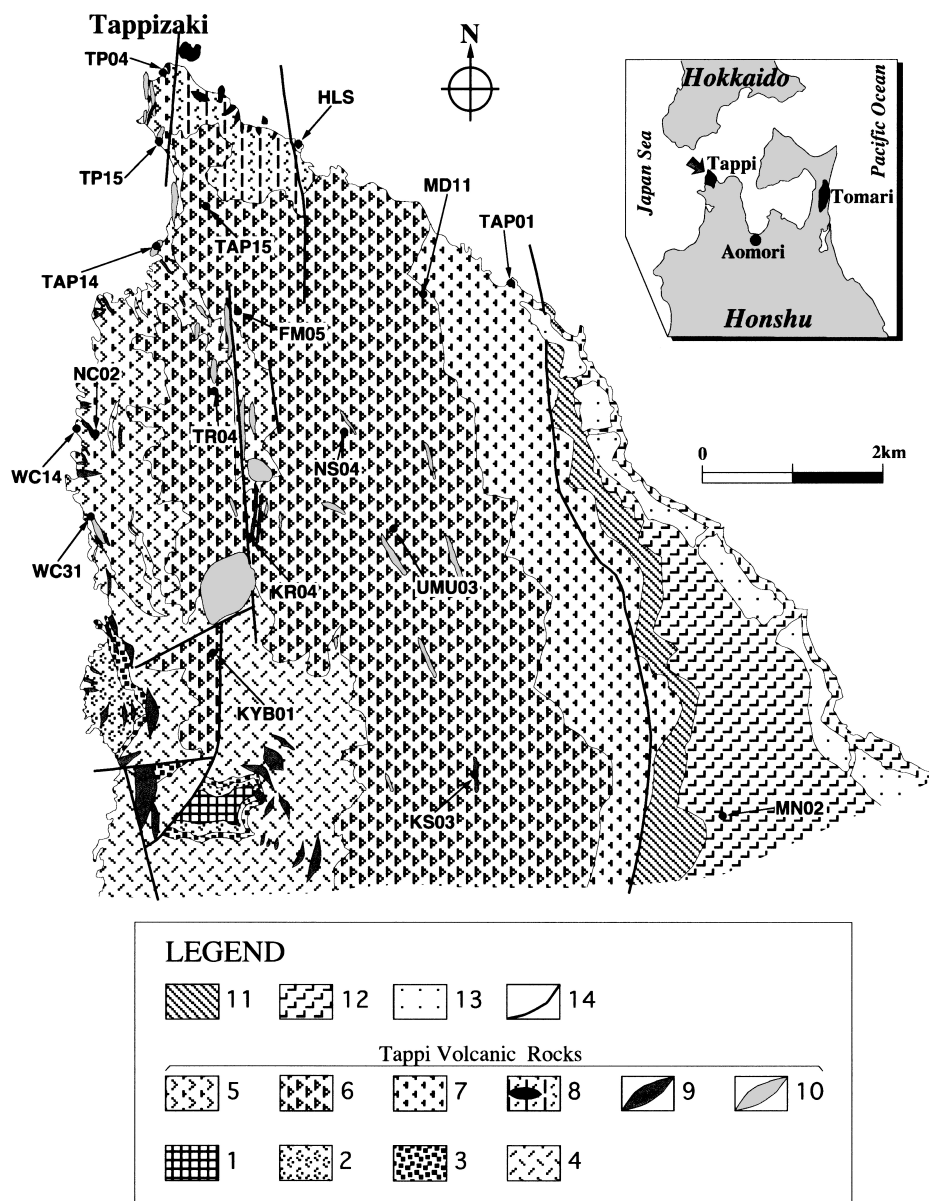 Tappizaki
TP04
N
HLS
TP15
MD11
TAP01
TAP15
TAP14
FM05
NC02
TR04
NS04
WC14
WC31
KR04
UMU03
KYB01
KS03
MN02
Hokkaido
Japan Sea
Pacific Ocean
Tappi
Tomari
Aomori
Honshu
0 2km
LEGEND
11 12 13 14
Tappi Volcanic Rocks
5 6 7 8 9 10
1 2 3 4